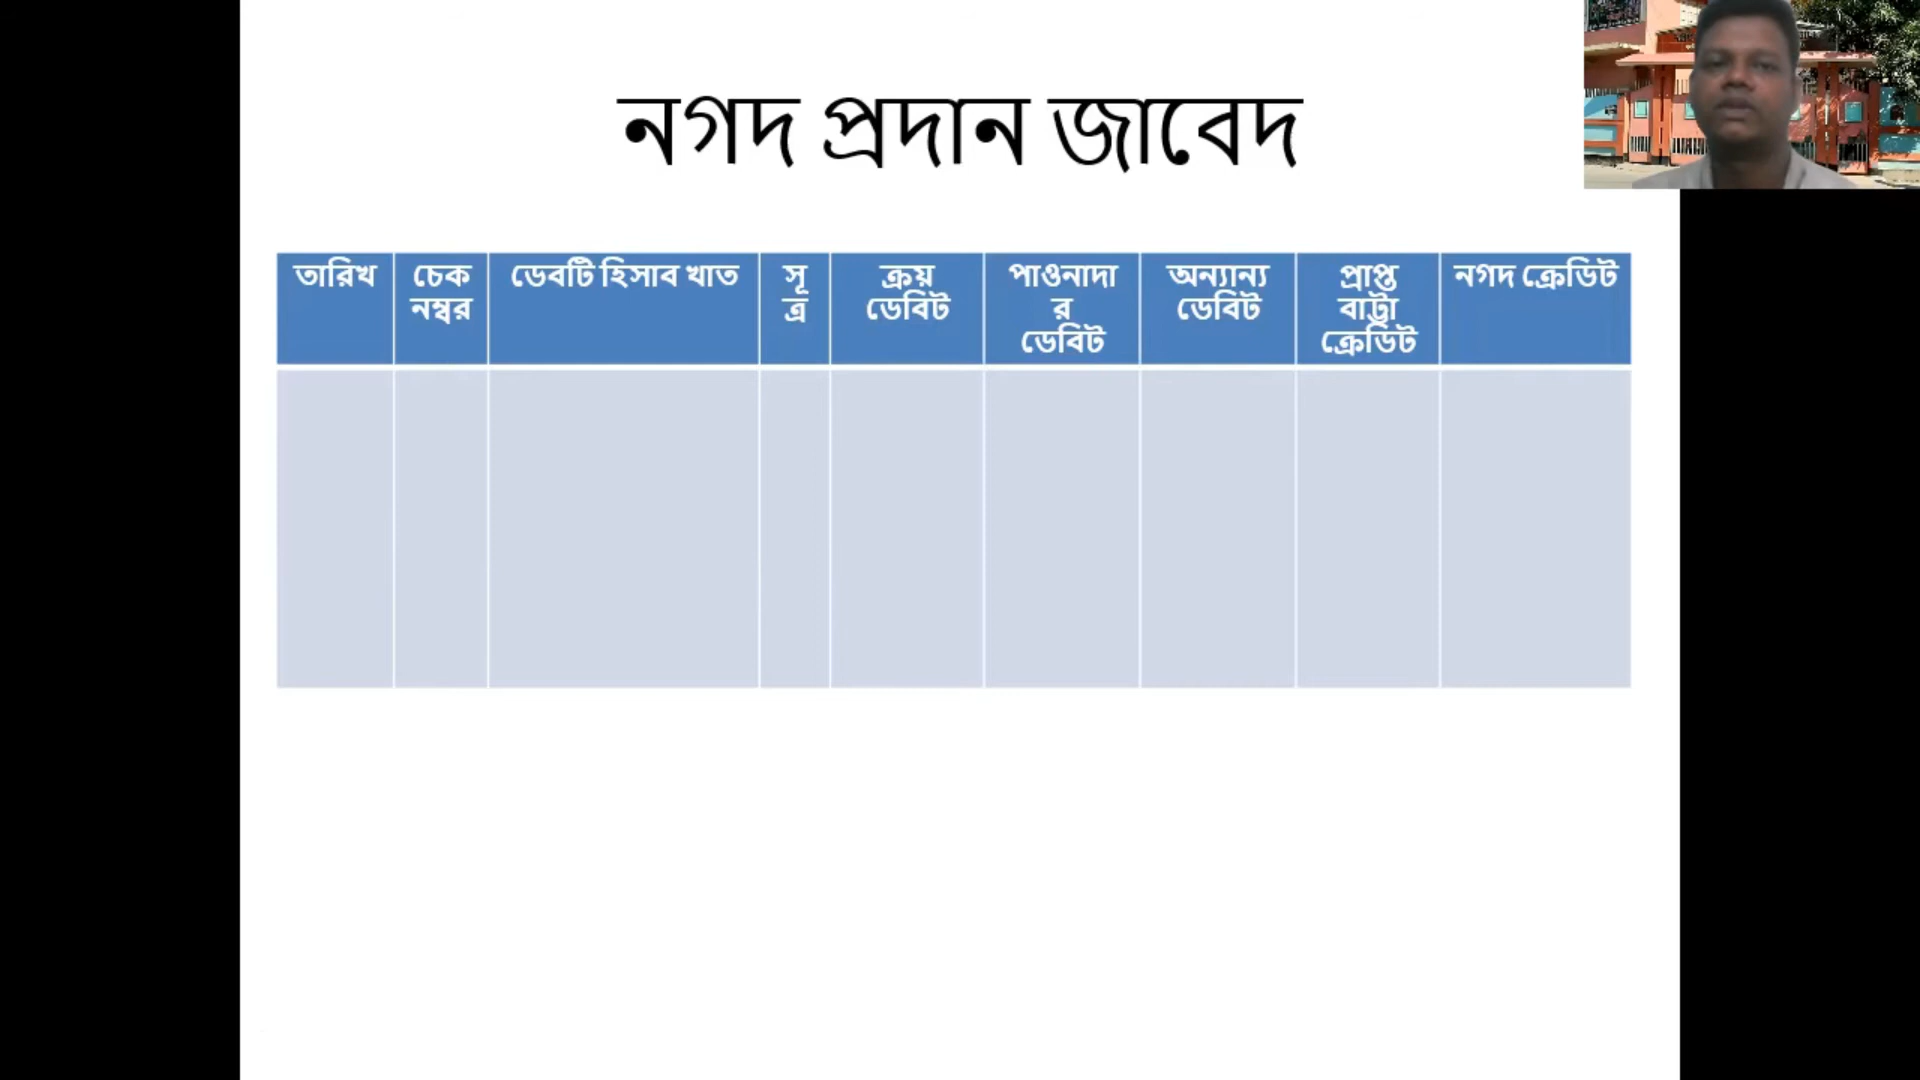 নগদ প্রদান জাবেদ
তারিখ
চেক
নম্বর
ডেবটি হিসাব খাত
সূ
ত্র
ক্রয়
ডেবিট
পাওনাদা
র
ডেবিট
অন্যান্য
ডেবিট
প্রাপ্ত
বাট্টা
ক্রেডিট
নগদ ক্রেডিট